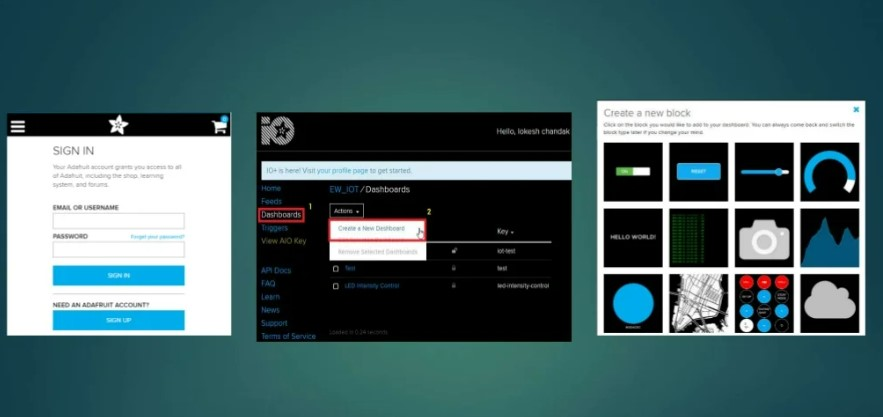 SIGN IN
Your Adafruit account grants you access to all
of Adafruit, including the shop, learning
system, and forums.
EMAIL OR USERNAME
PASSWORD Forgot your password?
SIGN IN
NEED AN ADAFRUIT ACCOUNT?
SIGN UP
Hello, lokesh chandak
IO+ is here! Visit your profile page to get started.
Home
Feeds
Dashboards 1
Triggers
View AIO Key
API Docs
FAQ
Learn
News
Support
Terms of Service
EW_IOT/Dashboards
Actions 2
Create a New Dashboard
Remove Selected Dashboards
Key
iot-test
Test test
LED Intensity Control led-intensity-control
Loaded in 0.24 seconds
Create a new block
Click on the block you would like to add to your dashboard. You can always come back and switch the
block type later if you change your mind.
ON
RESET
HELLO WORLD!